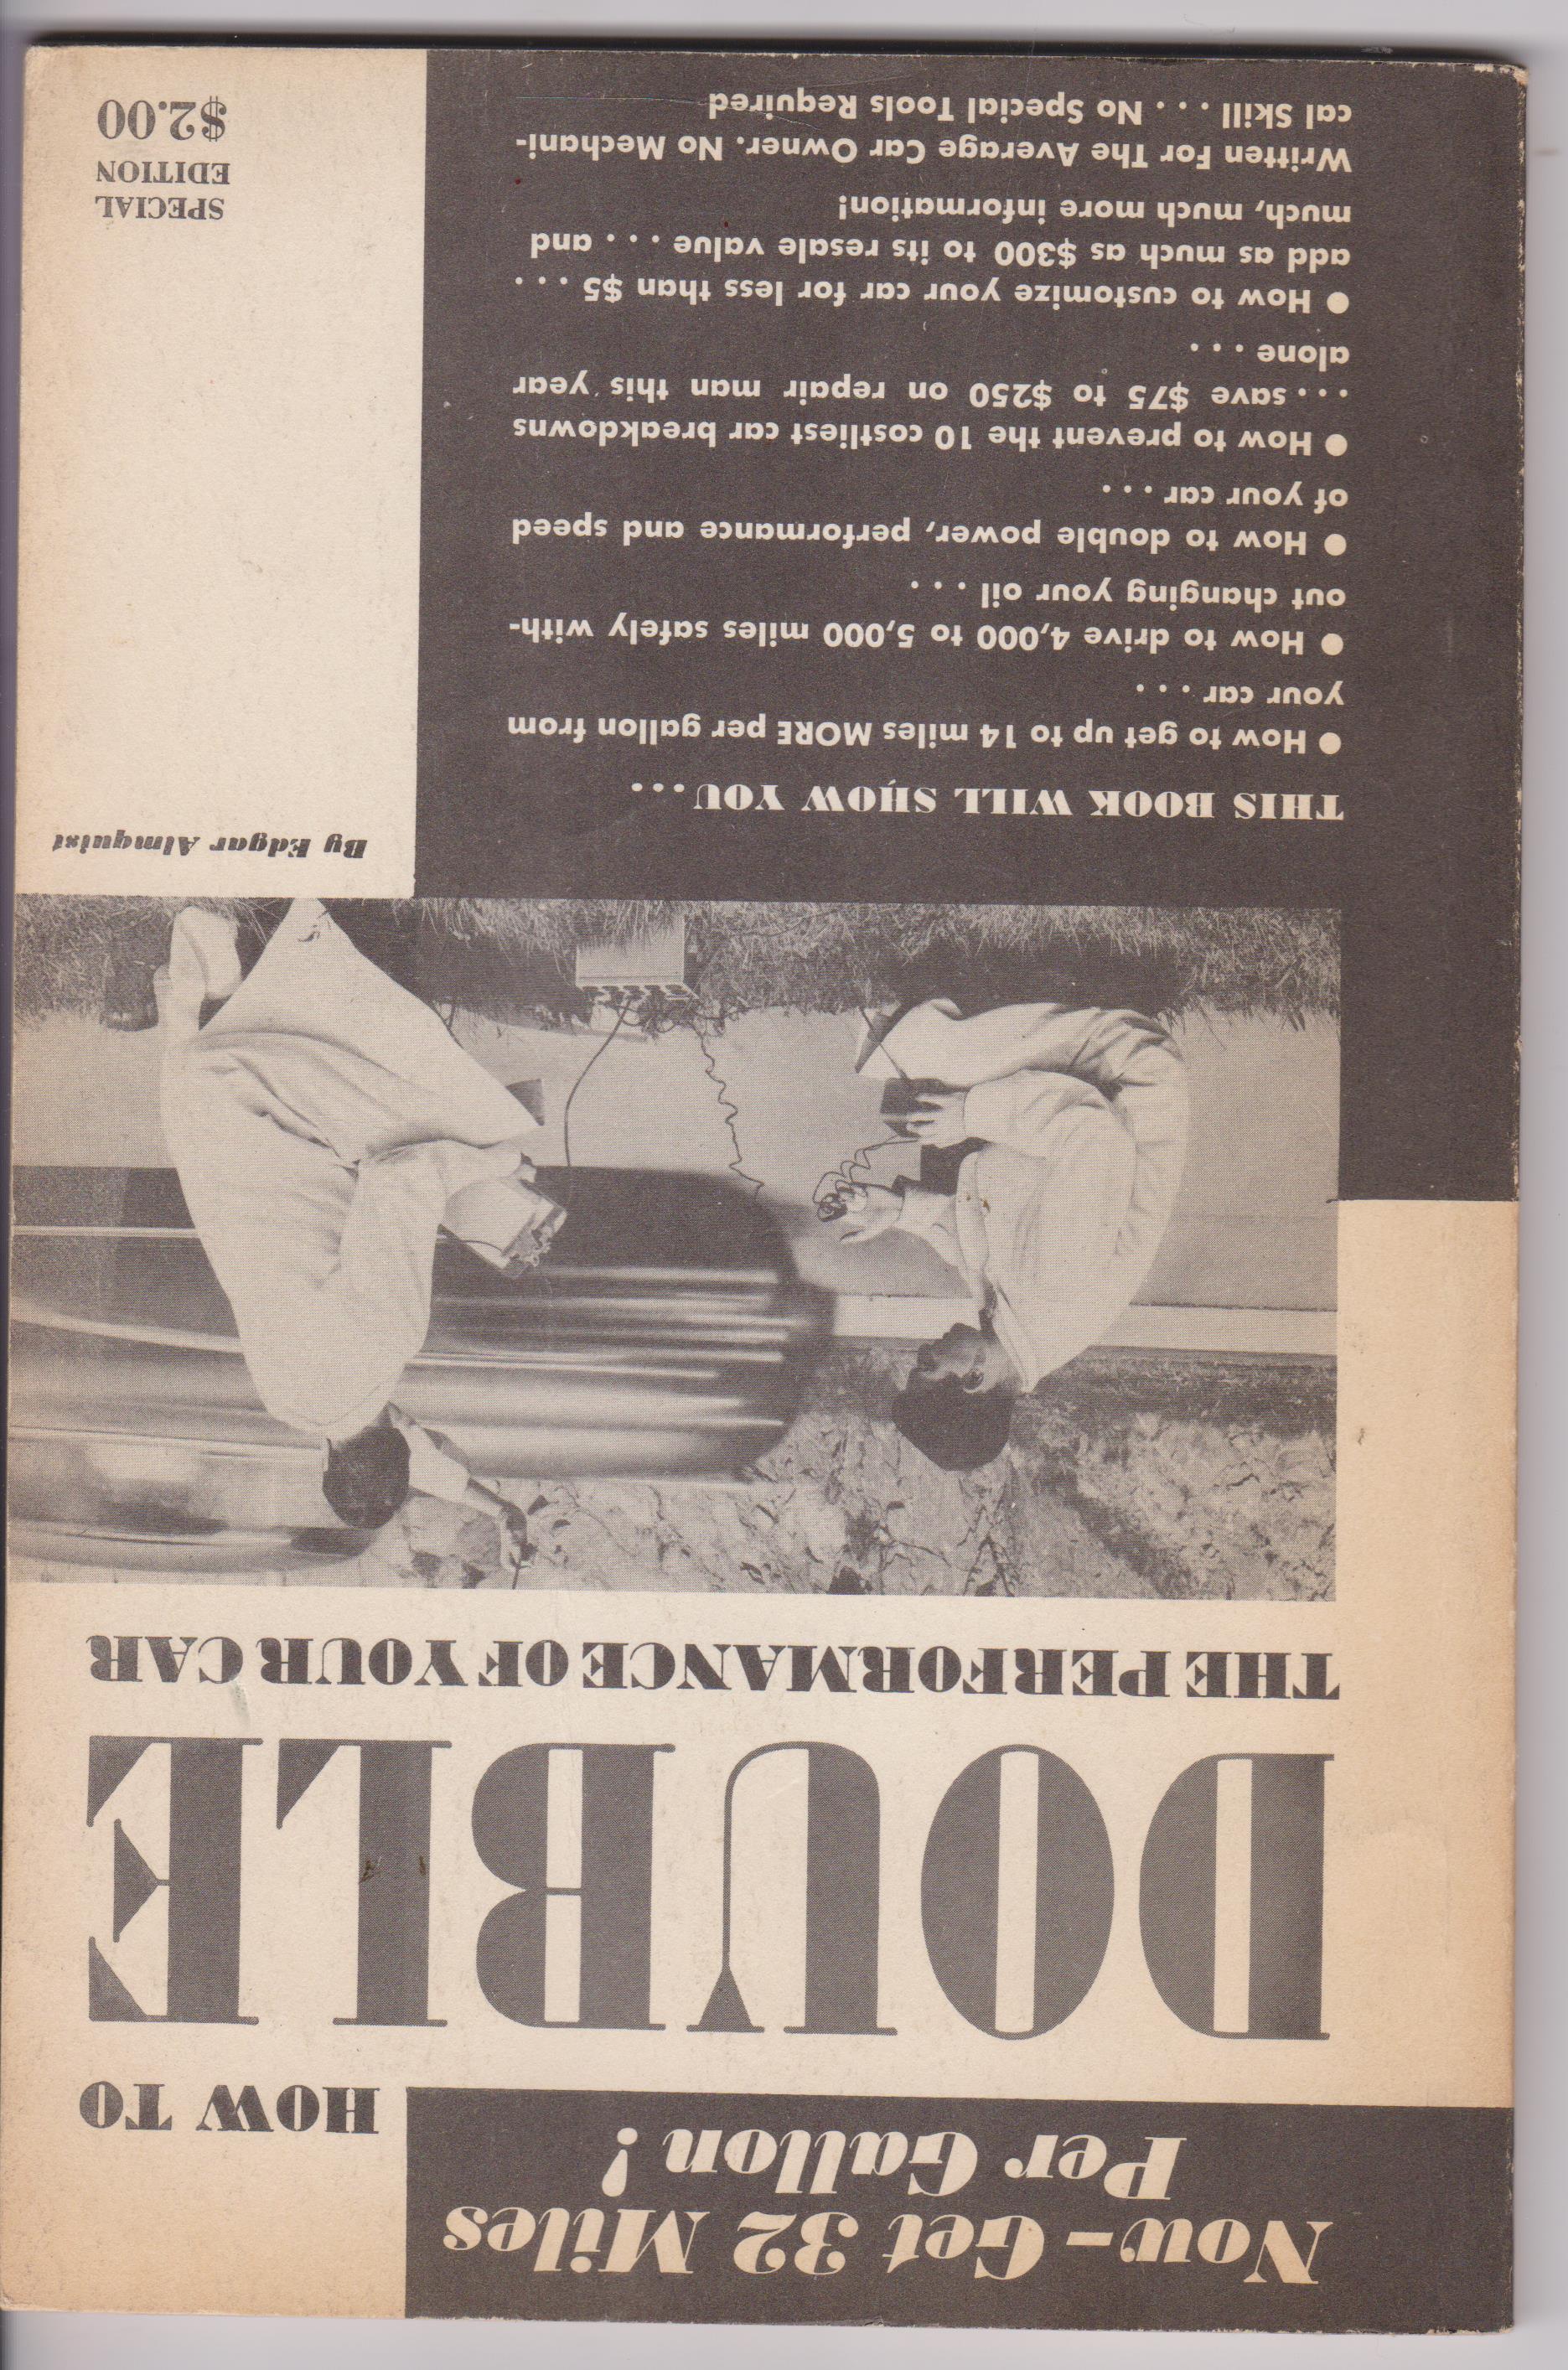 Now–Get 32 Miles
Per Gallon!
HOW TO
DOUBLE
THE PERFORMANCE OF YOUR CAR
By Edgar Almquist
THIS BOOK WILL SHOW YOU...
● How to get up to 14 miles MORE per gallon from
your car . . .
● How to drive 4,000 to 5,000 miles safely with-
out changing your oil . . .
● How to double power, performance and speed
of your car . . .
● How to prevent the 10 costliest car breakdowns
. . . save $75 to $250 on repair man this year
alone . . .
● How to customize your car for less than $5 . . .
add as much as $300 to its resale value . . . and
much, much more information!
Written For The Average Car Owner. No Mechani-
cal Skill . . . No Special Tools Required
SPECIAL
EDITION
$2.00